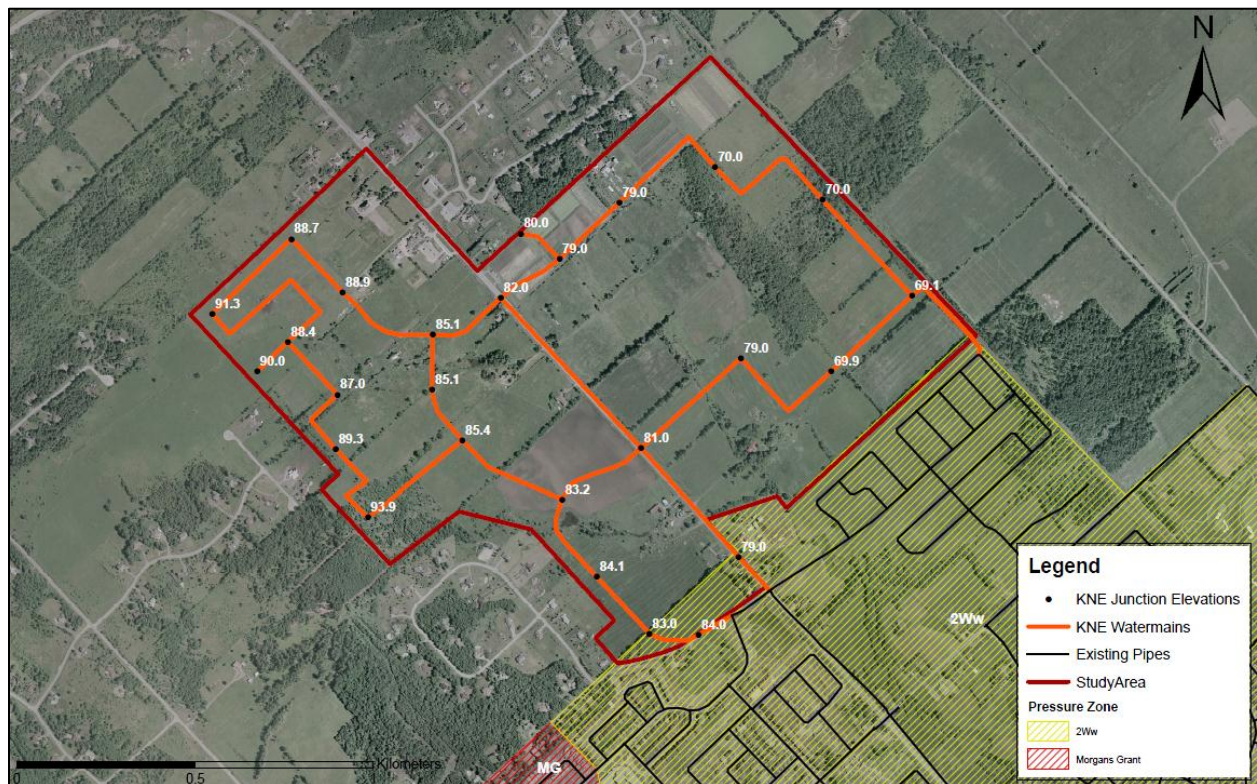 N
70.0
79.0
70.0
80.0
88.7
79.0
88.9
82.0
69.1
91.3
85.1
88.4
79.0
90.0
69.9
85.1
87.0
85.4
89.3
81.0
83.2
93.9
79.0
84.1
83.0
84.0
2Ww
MG
0
0.5
Kilometers
Legend
KNE Junction Elevations
KNE Watermains
Existing Pipes
StudyArea
Pressure Zone
2Ww
Morgans Grant